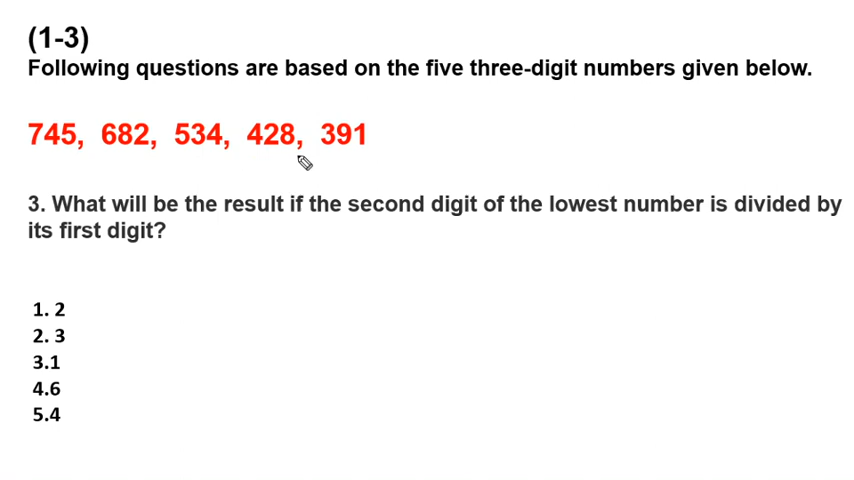 (1-3)
Following questions are based on the five three-digit numbers given below.
745, 682, 534, 428, 391
3. What will be the result if the second digit of the lowest number is divided by
its first digit?
1. 2
2. 3
3.1
4.6
5.4